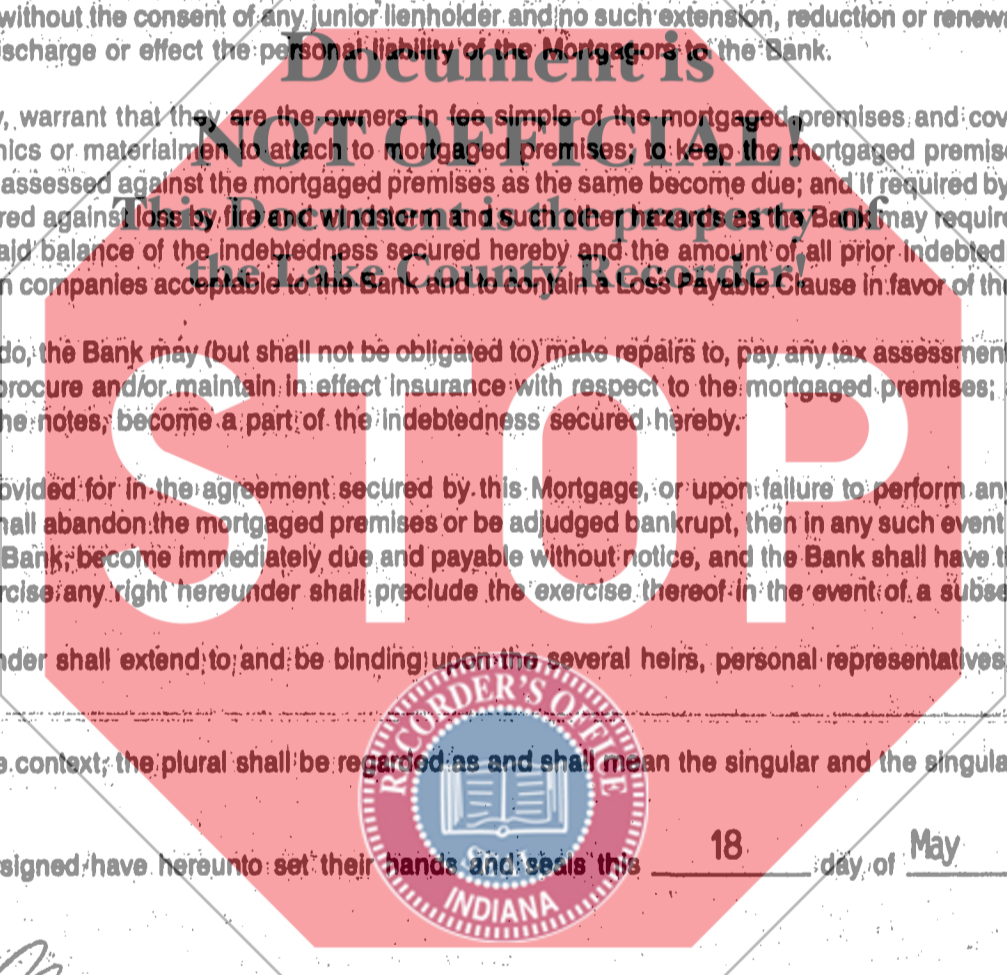 without the consent of any junior lienholder and no such extension, reduction or renew
scharge or effect the personal liability of the Mortgagors to the Bank.
Document is
, warrant that they are the owners in fee simple of the mortgaged premises and cov
NOT OFFICIAL!
nics or materialmen to attach to mortgaged premises; to keep the mortgaged premise
assessed against the mortgaged premises as the same become due; and if required by
This Document is the property of
red against loss by fire and windstorm and such other hazards as the Bank may requir
aid balance of the indebtedness secured hereby and the amount of all prior indebted
the Lake County Recorder!
n companies acceptable to the Bank and to contain a Loss Payable Clause in favor of the
do, the Bank may (but shall not be obligated to) make repairs to, pay any tax assessmen
procure and/or maintain in effect insurance with respect to the mortgaged premises;
he notes, become a part of the indebtedness secured hereby.
STOP
ovided for in the agreement secured by this Mortgage, or upon failure to perform an
hall abandon the mortgaged premises or be adjudged bankrupt, then in any such event
Bank, become immediately due and payable without notice, and the Bank shall have
rcise any right hereunder shall preclude the exercise thereof in the event of a subse
nder shall extend to and be binding upon the several heirs, personal representatives
RECORDER'S OFFICE
e context; the plural shall be regarded as and shall mean the singular and the singula
signed have hereunto set their hands and seals this 18 day of May
SEAL
INDIANA